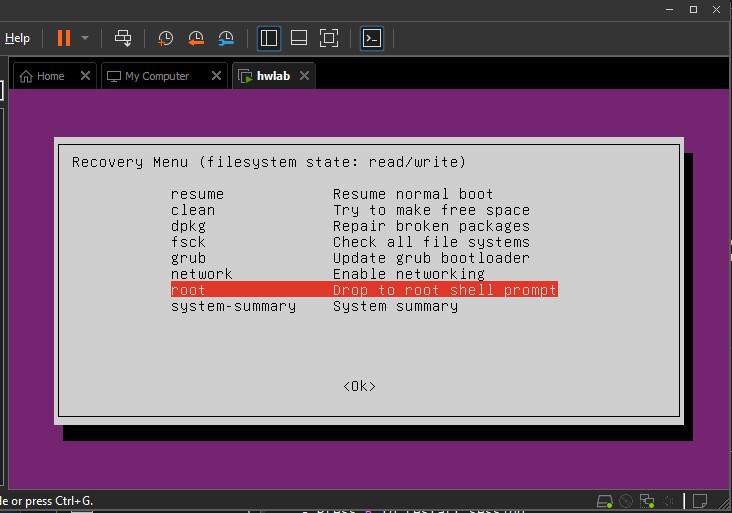 Help
Home
My Computer
hwlab
Recovery Menu (filesystem state: read/write)
resume Resume normal boot
clean Try to make free space
dpkg Repair broken packages
fsck Check all file systems
grub Update grub bootloader
network Enable networking
root Drop to root shell prompt
system-summary System summary
<Ok>
or press Ctrl+G.